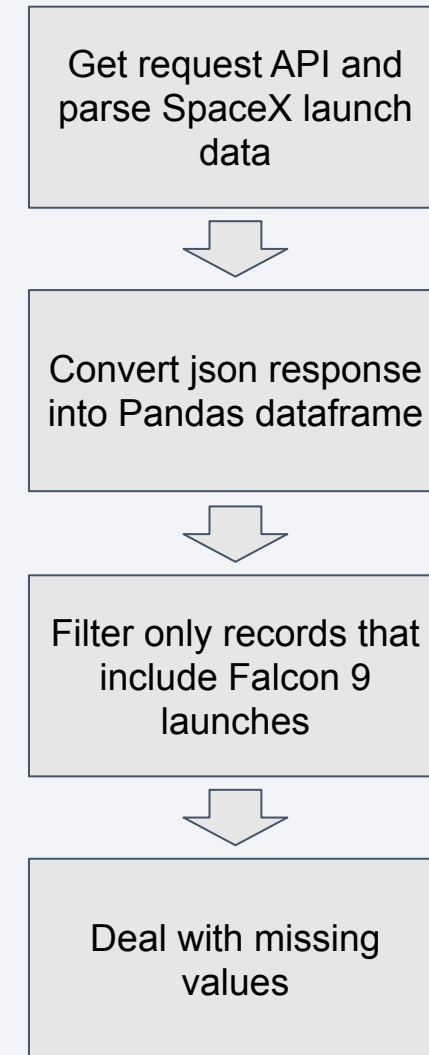 Get request API and
parse SpaceX launch
data
Convert json response
into Pandas dataframe
Filter only records that
include Falcon 9
launches
Deal with missing
values